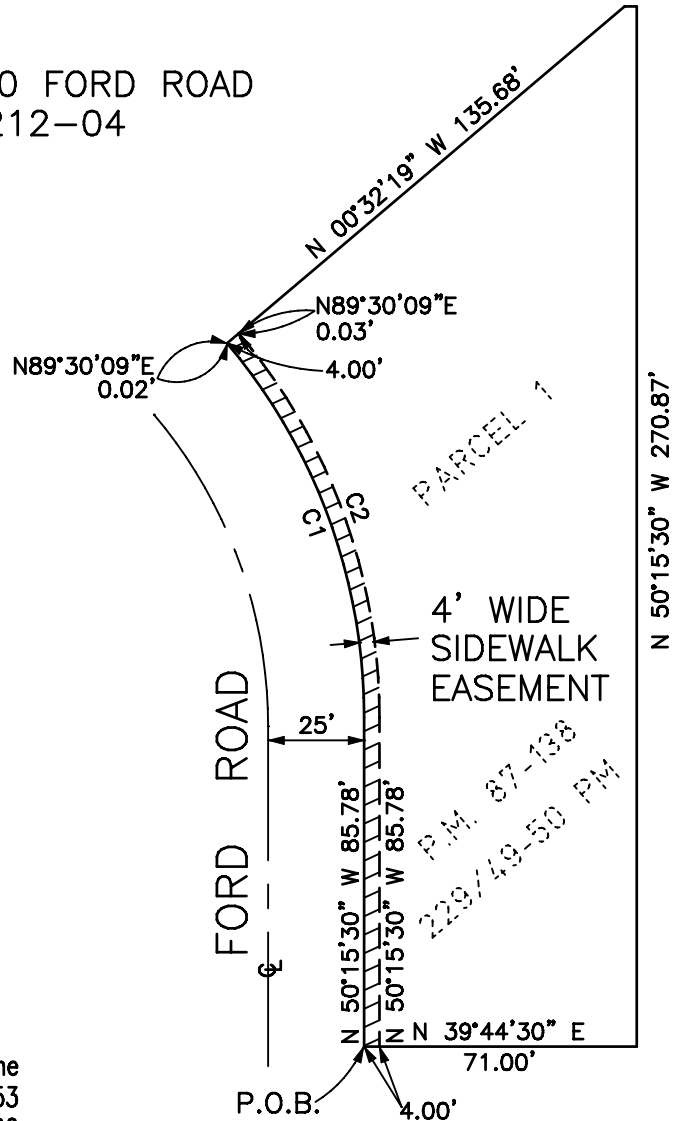 0 FORD ROAD
212-04
N 00°32'19" W 135.68'
N89°30'09"E
0.03'
N89°30'09"E
0.02'
4.00'
PARCEL 1
C2
C1
N 50°15'30" W 270.87'
4' WIDE
SIDEWALK
EASEMENT
25'
FORD ROAD
P.M. 87-138
229/49-50 PM
N 50°15'30" W 85.78'
N 50°15'30" W 85.78'
℄
N 39°44'30" E
71.00'
P.O.B.
4.00'
53